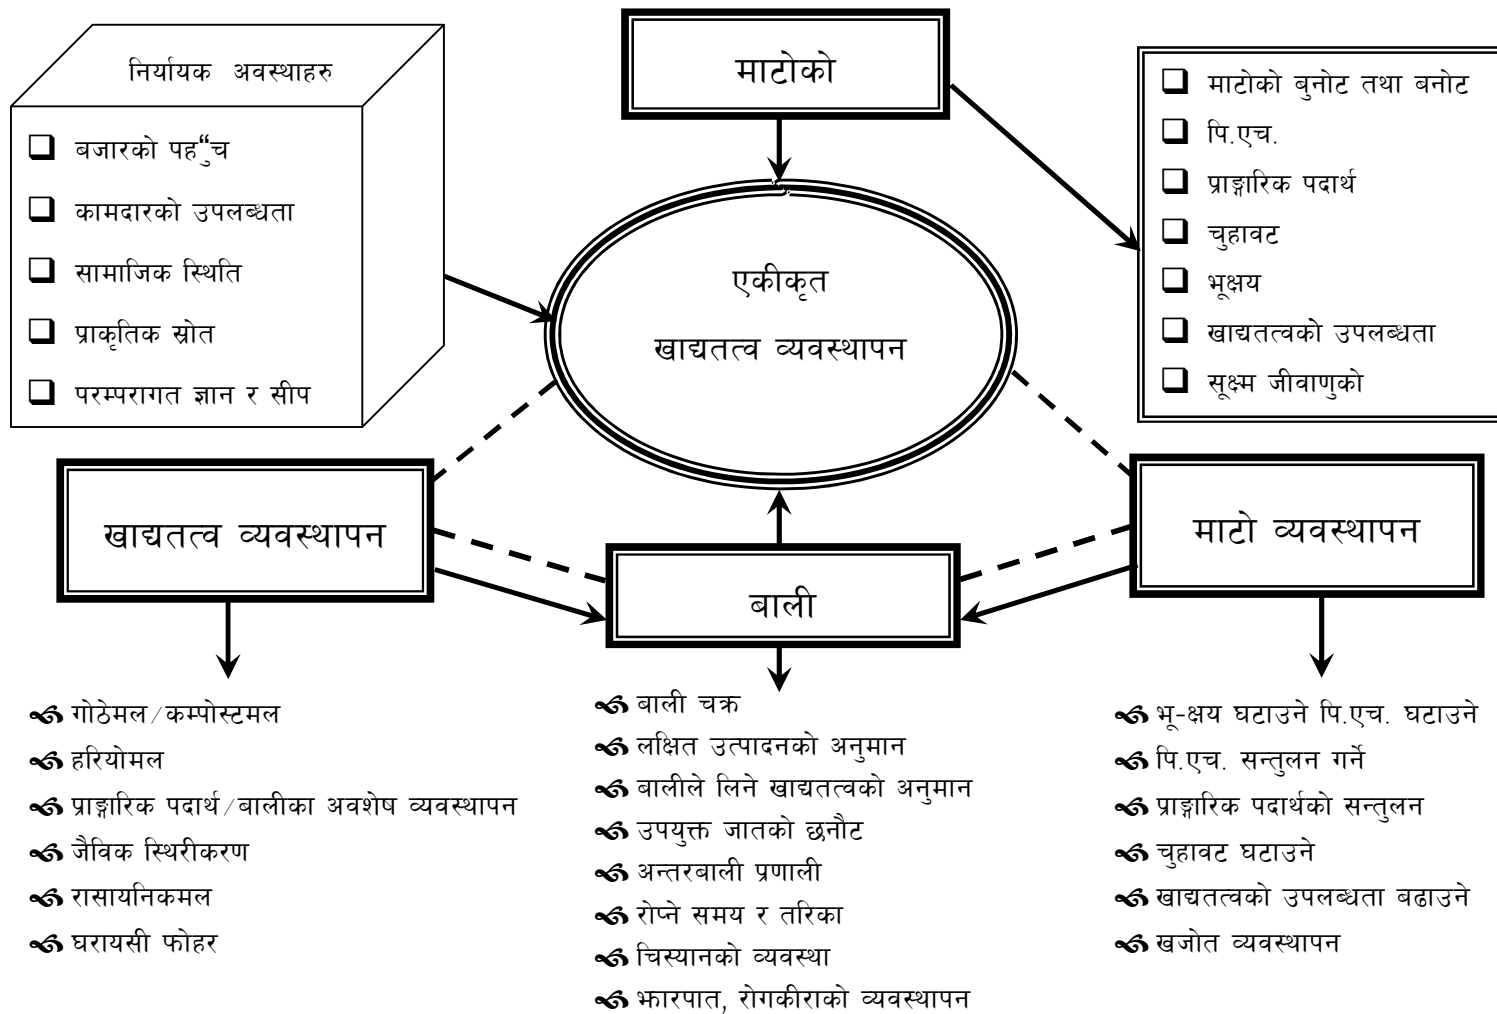 निर्यायक अवस्थाहरु
बजारको पहुँच
कामदारको उपलब्धता
सामाजिक स्थिति
प्राकृतिक स्रोत
परम्परागत ज्ञान र सीप
माटोको
माटोको बुनोट तथा बनोट
पि.एच.
प्राङ्गारिक पदार्थ
चुहावट
भूक्षय
खाद्यतत्वको उपलब्धता
सूक्ष्म जीवाणुको
एकीकृत
खाद्यतत्व व्यवस्थापन
खाद्यतत्व व्यवस्थापन
बाली
माटो व्यवस्थापन
गोठेमल/कम्पोस्टमल
हरियोमल
प्राङ्गारिक पदार्थ/बालीका अवशेष व्यवस्थापन
जैविक स्थिरीकरण
रासायनिकमल
घरायसी फोहर
बाली चक्र
लक्षित उत्पादनको अनुमान
बालीले लिने खाद्यतत्वको अनुमान
उपयुक्त जातको छनौट
अन्तरबाली प्रणाली
रोप्ने समय र तरिका
चिस्यानको व्यवस्था
झारपात, रोगकीराको व्यवस्थापन
भू-क्षय घटाउने पि.एच. घटाउने
पि.एच. सन्तुलन गर्ने
प्राङ्गारिक पदार्थको सन्तुलन
चुहावट घटाउने
खाद्यतत्वको उपलब्धता बढाउने
खजोत व्यवस्थापन